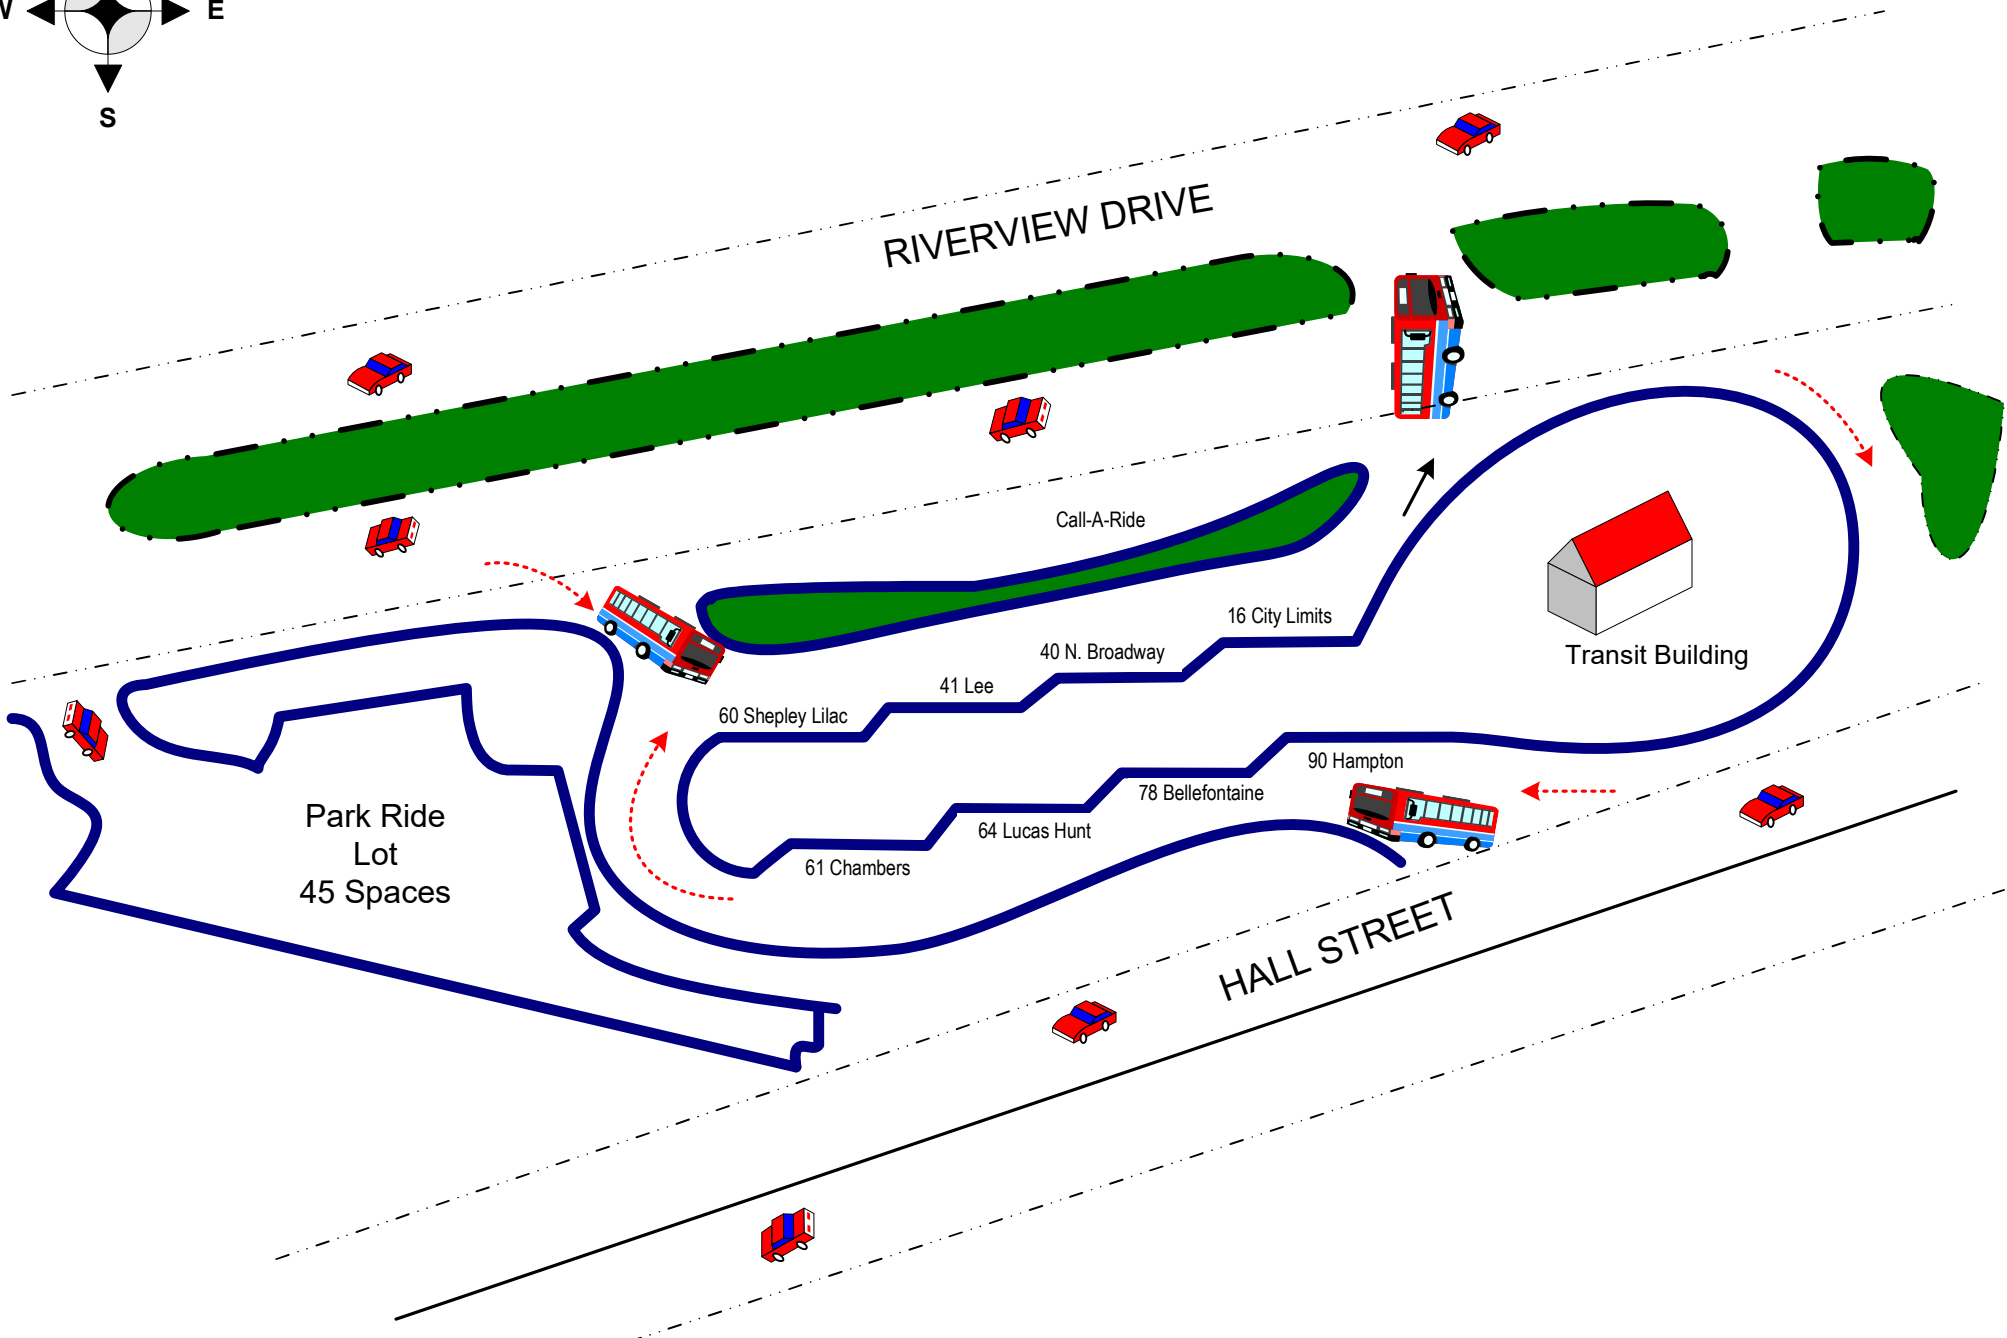 E
S
RIVERVIEW DRIVE
Call-A-Ride
16 City Limits
40 N. Broadway
41 Lee
60 Shepley Lilac
Transit Building
90 Hampton
78 Bellefontaine
64 Lucas Hunt
61 Chambers
Park Ride
Lot
45 Spaces
HALL STREET